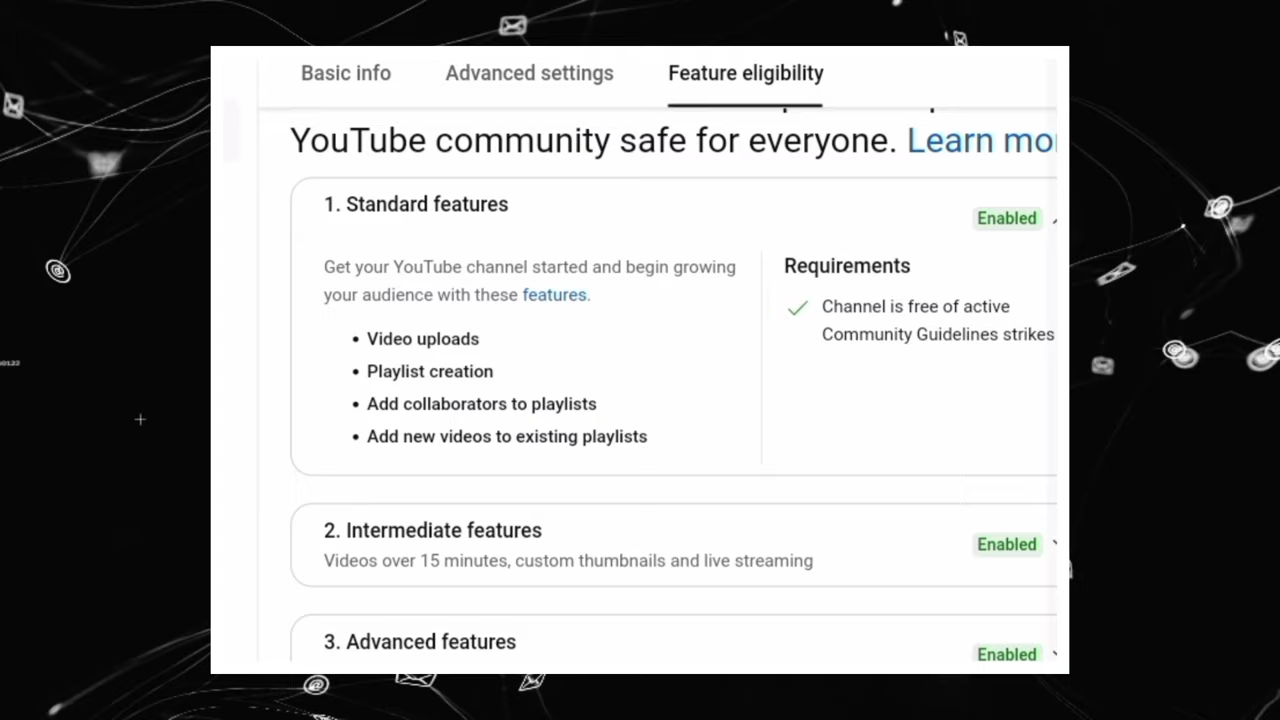 Basic info Advanced settings Feature eligibility
YouTube community safe for everyone. Learn mo
1. Standard features
Enabled
Get your YouTube channel started and begin growing
your audience with these features.
• Video uploads
• Playlist creation
• Add collaborators to playlists
• Add new videos to existing playlists
Requirements
Channel is free of active
Community Guidelines strikes
2. Intermediate features
Enabled
Videos over 15 minutes, custom thumbnails and live streaming
3. Advanced features
Enabled